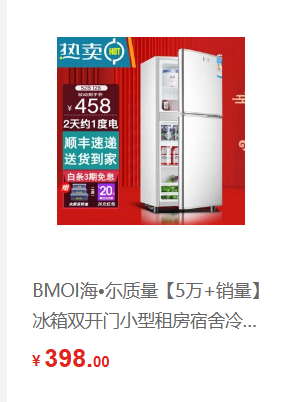 热卖 HOT
¥458
2天约1度电
顺丰速递
送货到家
白条3期免息
赠
20
BMOI海•尔质量【5万+销量】
冰箱双开门小型租房宿舍冷...
¥ 398.00